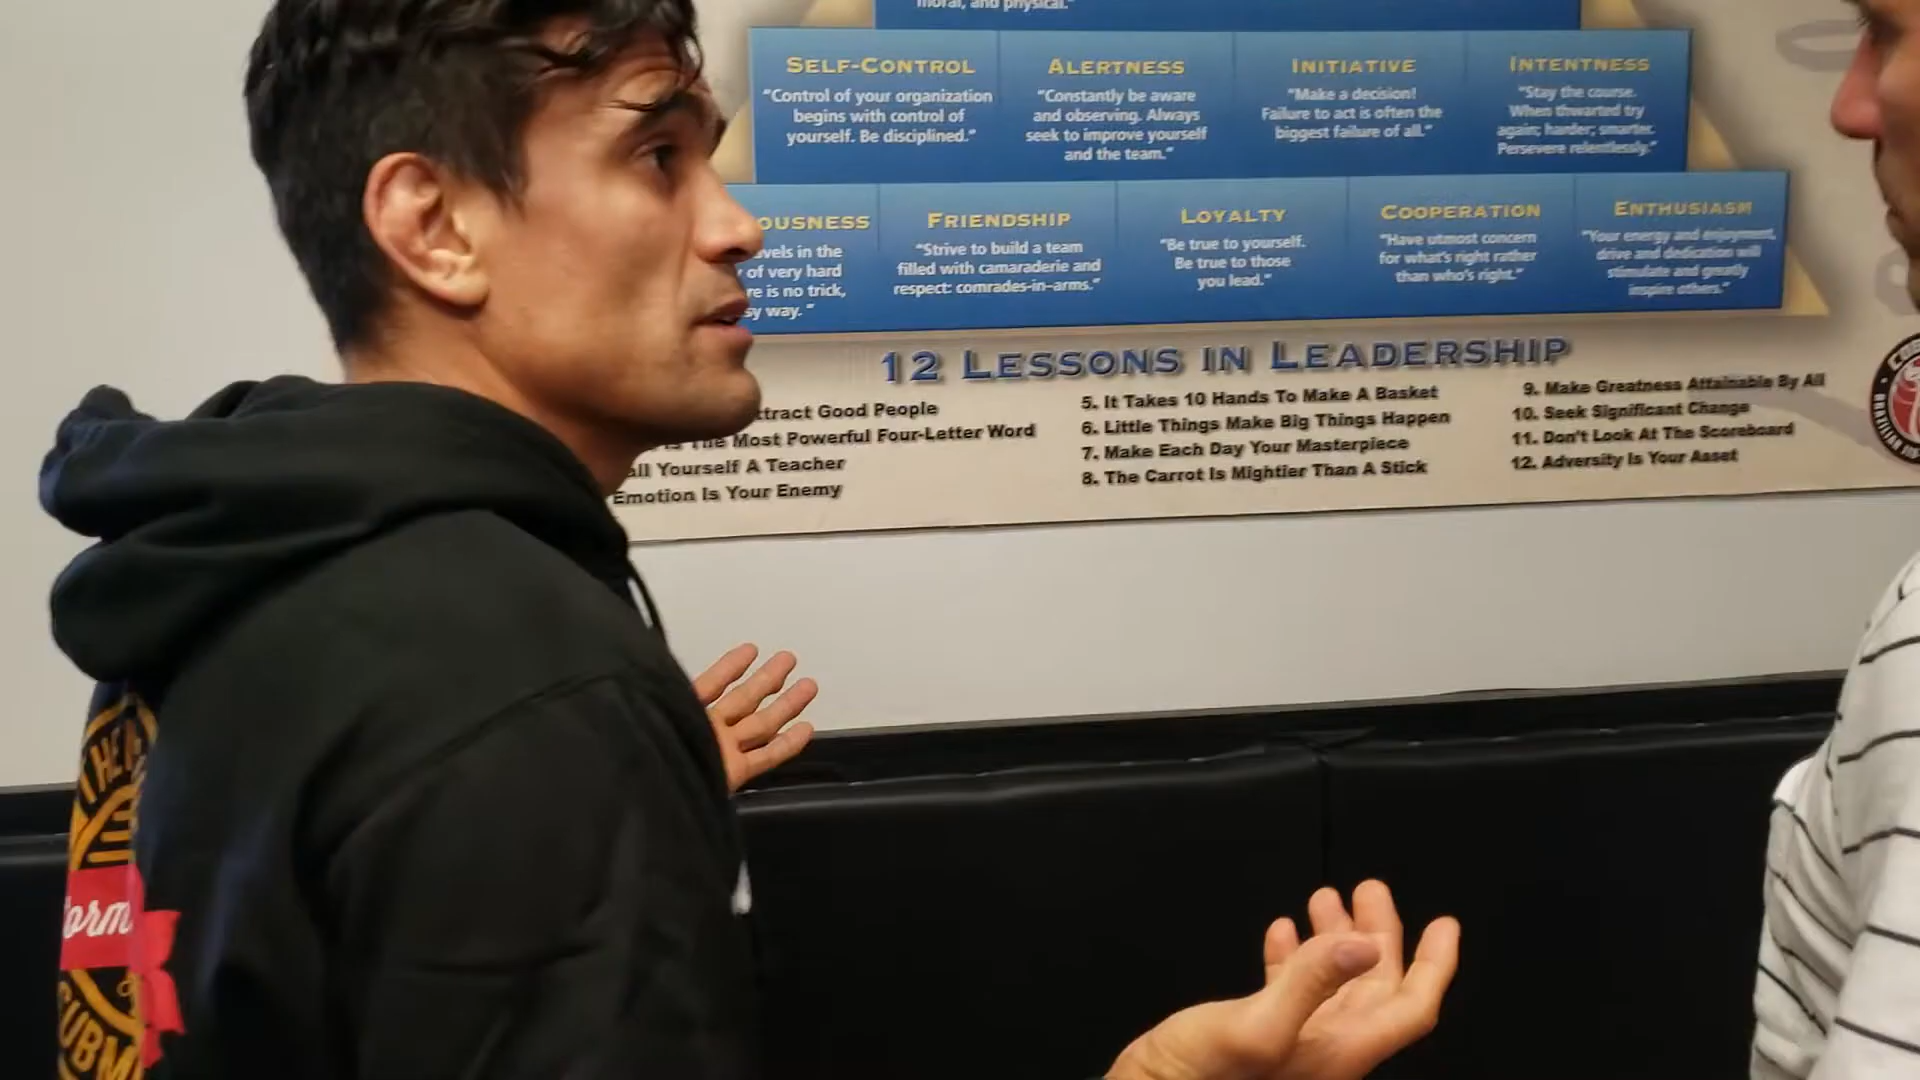 moral, and physical."
SELF-CONTROL
"Control of your organization
begins with control of
yourself. Be disciplined."
ALERTNESS
"Constantly be aware
and observing. Always
seek to improve yourself
and the team."
INITIATIVE
"Make a decision!
Failure to act is often the
biggest failure of all."
INTENTNESS
"Stay the course.
When thwarted try
again; harder; smarter.
Persevere relentlessly."
OUSNESS
vels in the
of very hard
re is no trick,
sy way."
FRIENDSHIP
"Strive to build a team
filled with camaraderie and
respect: comrades-in-arms."
LOYALTY
"Be true to yourself.
Be true to those
you lead."
COOPERATION
"Have utmost concern
for what's right rather
than who's right."
ENTHUSIASM
"Your energy and enjoyment,
drive and dedication will
stimulate and greatly
inspire others."
12 LESSONS IN LEADERSHIP
ttract Good People
Is The Most Powerful Four-Letter Word
all Yourself A Teacher
Emotion Is Your Enemy
5. It Takes 10 Hands To Make A Basket
6. Little Things Make Big Things Happen
7. Make Each Day Your Masterpiece
8. The Carrot Is Mightier Than A Stick
9. Make Greatness Attainable By All
10. Seek Significant Change
11. Don't Look At The Scoreboard
12. Adversity Is Your Asset
THE
orm
SUBM